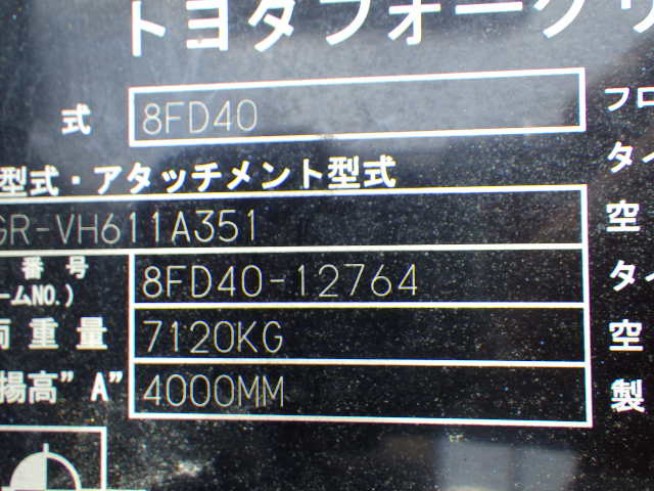 トヨタフォーク
式 8FD40 フロ
型式・アタッチメント型式 タイ
GR-VH611A351 空
番号 8FD40-12764 タイ
ームNO.)
両重量 7120KG 空
揚高"A" 4000MM 製